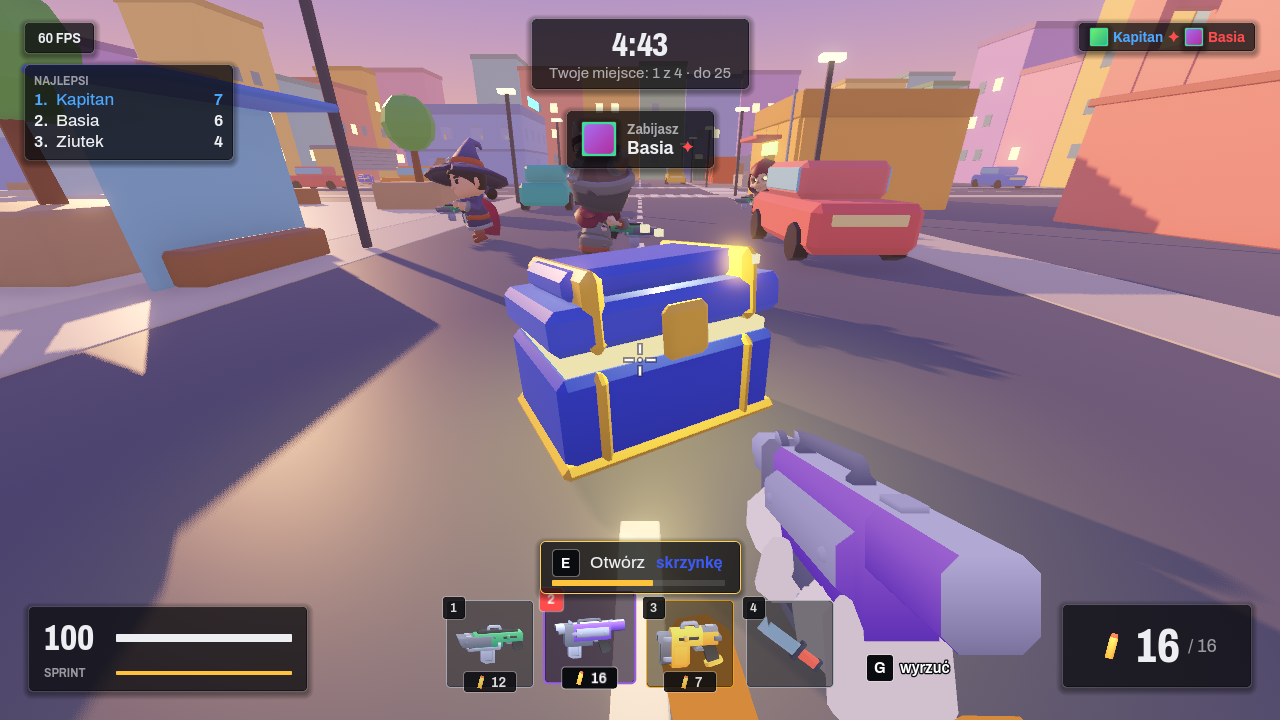 60 FPS
NAJLEPSI
1. Kapitan 7
2. Basia 6
3. Ziutek 4
4:43
Twoje miejsce: 1 z 4 · do 25
Zabijasz
Basia
Kapitan Basia
E Otwórz skrzynkę
100
SPRINT
1 2 3 4
12 16 7
G wyrzuć
16 / 16